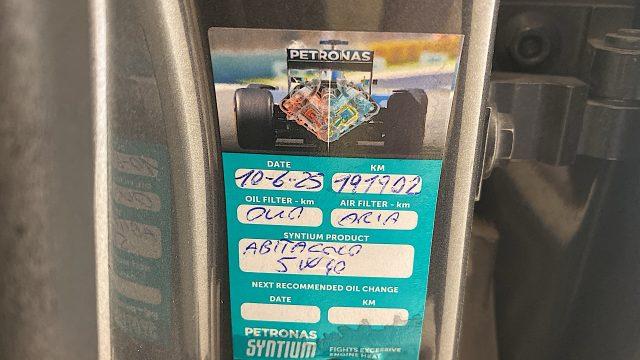 PETRONAS
DATE KM
10-6-25 191902
OIL FILTER - km AIR FILTER - km
OLIO ARIA
SYNTIUM PRODUCT
ABITACOLO
5W40
NEXT RECOMMENDED OIL CHANGE
DATE KM
PETRONAS
SYNTIUM FIGHTS EXCESSIVE
ENGINE HEAT